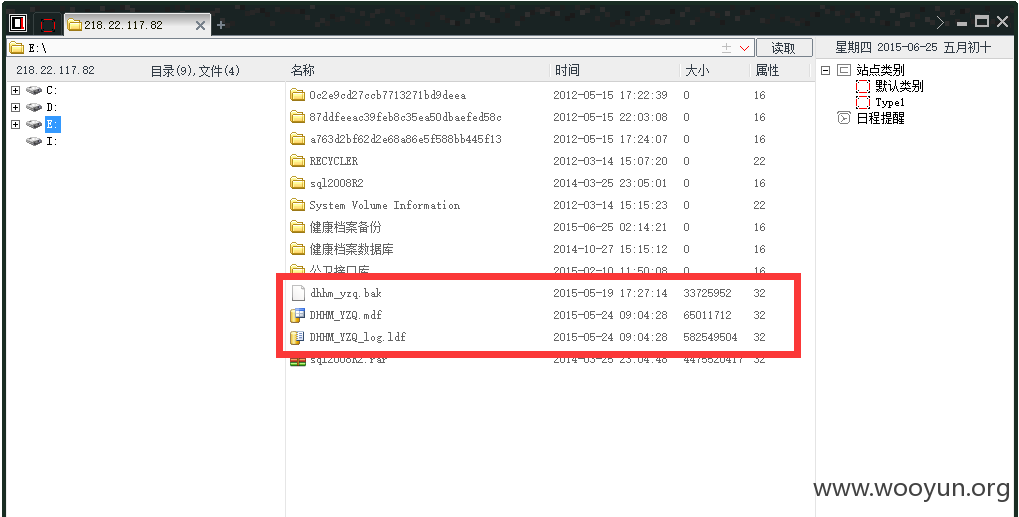 218.22.117.82
E:\
读取
星期四 2015-06-25 五月初十
218.22.117.82 目录(9),文件(4)
名称 时间 大小 属性
C:
D:
E:
I:
0c2e9cd27ccb7713271bd9deea 2012-05-15 17:22:39 0 16
87ddfeeac39feb8c35ea50dbaefed58c 2012-05-15 22:03:08 0 16
a763d2bf62d2e68a86e5f588bb445f13 2012-05-15 17:24:07 0 16
RECYCLER 2012-03-14 15:07:20 0 22
sql2008R2 2014-03-25 23:05:01 0 16
System Volume Information 2012-03-14 15:15:23 0 22
健康档案备份 2015-06-25 02:14:21 0 16
健康档案数据库 2014-10-27 15:15:12 0 16
公卫接口库 2015-02-10 11:50:08 0 16
dhhm_yzq.bak 2015-05-19 17:27:14 33725952 32
DHHM_YZQ.mdf 2015-05-24 09:04:28 65011712 32
DHHM_YZQ_log.ldf 2015-05-24 09:04:28 582549504 32
sql2008R2.rar 2014-03-25 23:04:48 4475520417 32
站点类别
默认类别
Type1
日程提醒
www.wooyun.org